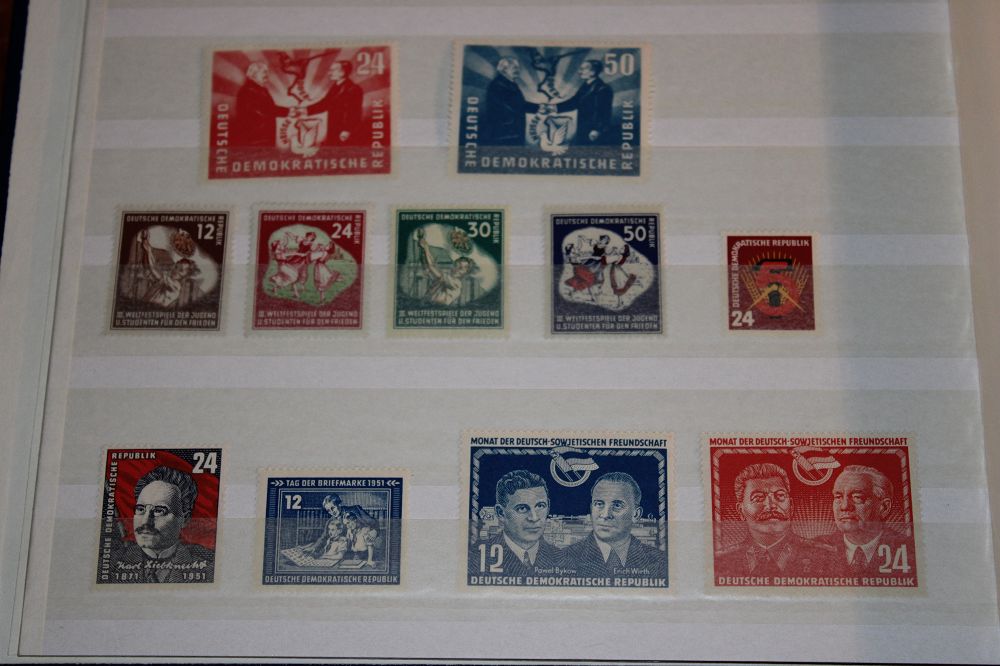 24
DEUTSCHE DEMOKRATISCHE REPUBLIK
50
DEUTSCHE DEMOKRATISCHE REPUBLIK
DEUTSCHE DEMOKRATISCHE REPUBLIK
12
III. WELTFESTSPIELE DER JUGEND
U. STUDENTEN FÜR DEN FRIEDEN
DEUTSCHE DEMOKRATISCHE REPUBLIK
24
III. WELTFESTSPIELE DER JUGEND
U. STUDENTEN FÜR DEN FRIEDEN
DEUTSCHE DEMOKRATISCHE REPUBLIK
30
III. WELTFESTSPIELE DER JUGEND
U. STUDENTEN FÜR DEN FRIEDEN
DEUTSCHE DEMOKRATISCHE REPUBLIK
50
III. WELTFESTSPIELE DER JUGEND
U. STUDENTEN FÜR DEN FRIEDEN
DEUTSCHE DEMOKRATISCHE REPUBLIK
24
DEUTSCHE DEMOKRATISCHE REPUBLIK
24
Karl Liebknecht
1871 1951
TAG DER BRIEFMARKE 1951
12
DEUTSCHE DEMOKRATISCHE REPUBLIK
MONAT DER DEUTSCH-SOWJETISCHEN FREUNDSCHAFT
12
Pawel Bykow
Erich Wirth
DEUTSCHE DEMOKRATISCHE REPUBLIK
MONAT DER DEUTSCH-SOWJETISCHEN FREUNDSCHAFT
24
DEUTSCHE DEMOKRATISCHE REPUBLIK